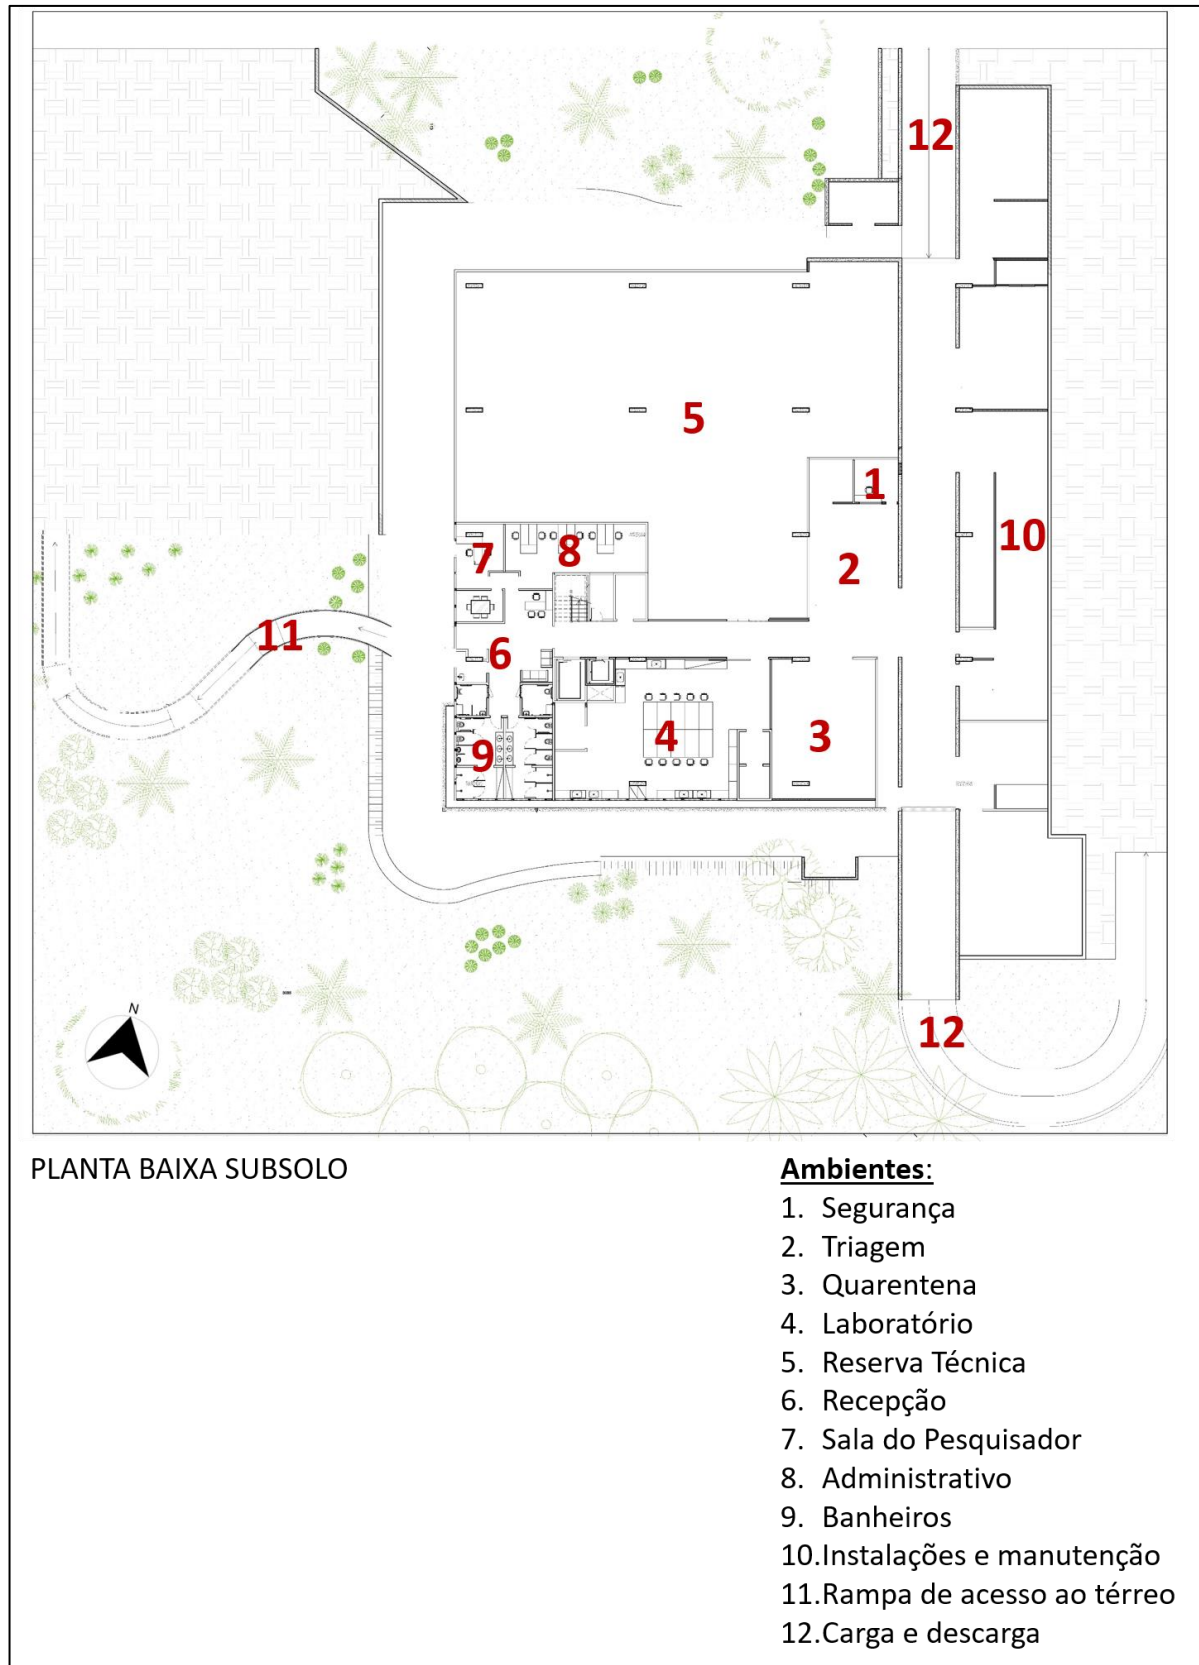 12
5
1
10
7
8
2
11
6
4
3
9
N
12
PLANTA BAIXA SUBSOLO
Ambientes:
1. Segurança
2. Triagem
3. Quarentena
4. Laboratório
5. Reserva Técnica
6. Recepção
7. Sala do Pesquisador
8. Administrativo
9. Banheiros
10.Instalações e manutenção
11.Rampa de acesso ao térreo
12.Carga e descarga